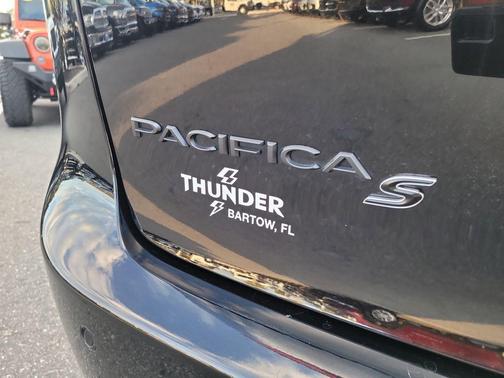 PACIFICA S
THUNDER
BARTOW, FL